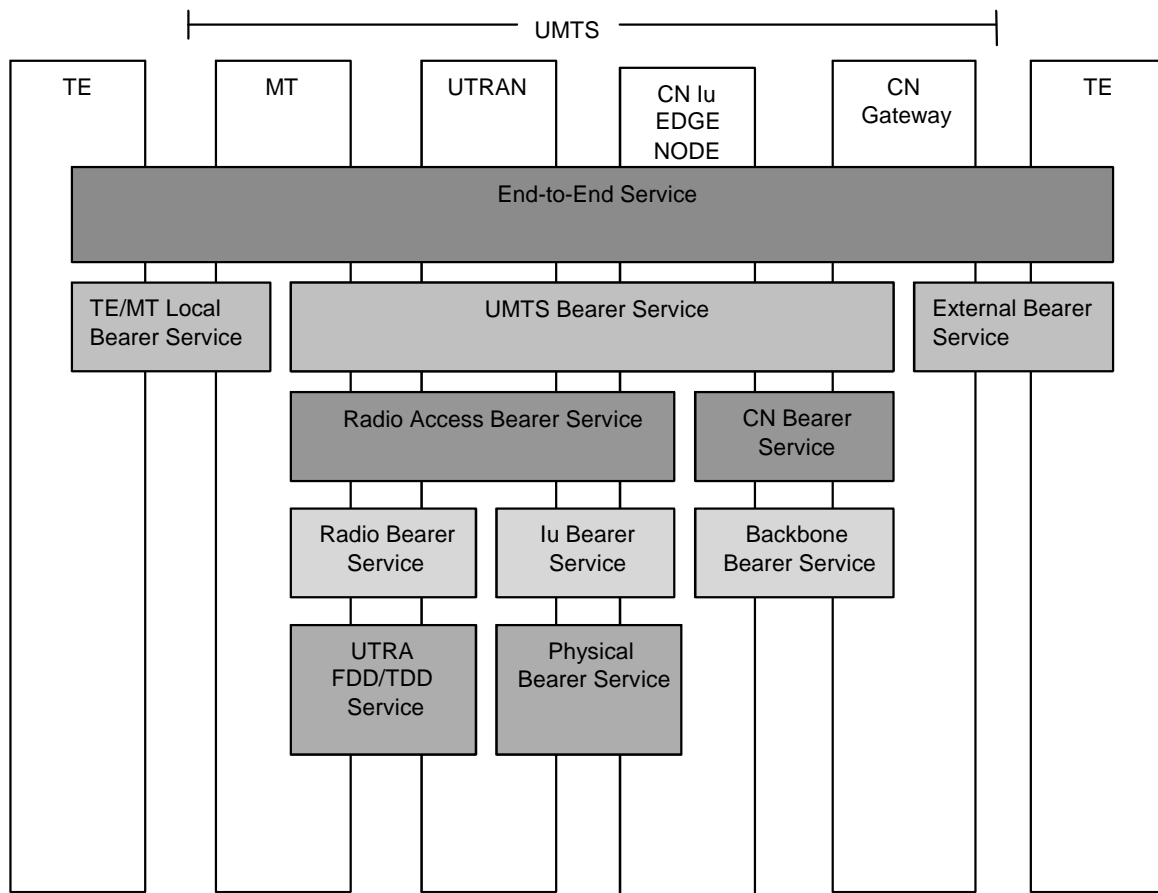 UMTS
TE
MT
UTRAN
CN Iu
EDGE
NODE
CN
Gateway
TE
End-to-End Service
TE/MT Local
Bearer Service
UMTS Bearer Service
External Bearer
Service
Radio Access Bearer Service
CN Bearer
Service
Radio Bearer
Service
Iu Bearer
Service
Backbone
Bearer Service
UTRA
FDD/TDD
Service
Physical
Bearer Service